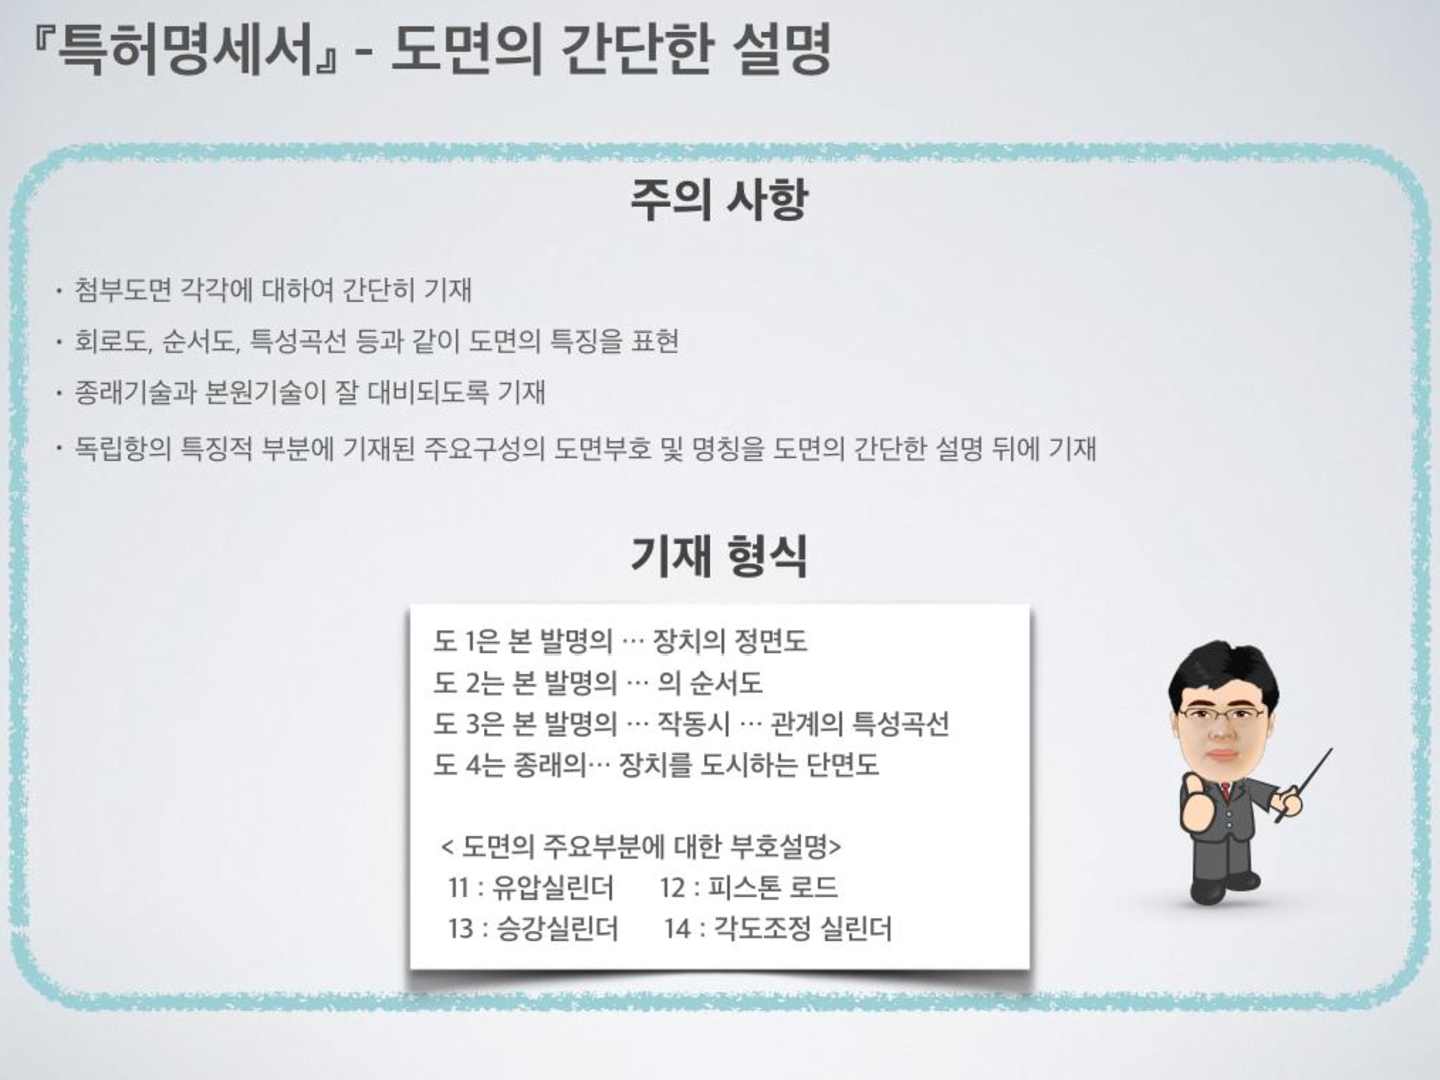 『특허명세서』 - 도면의 간단한 설명
주의 사항
• 첨부도면 각각에 대하여 간단히 기재
• 회로도, 순서도, 특성곡선 등과 같이 도면의 특징을 표현
• 종래기술과 본원기술이 잘 대비되도록 기재
• 독립항의 특징적 부분에 기재된 주요구성의 도면부호 및 명칭을 도면의 간단한 설명 뒤에 기재
기재 형식
도 1은 본 발명의 … 장치의 정면도
도 2는 본 발명의 … 의 순서도
도 3은 본 발명의 … 작동시 … 관계의 특성곡선
도 4는 종래의… 장치를 도시하는 단면도
< 도면의 주요부분에 대한 부호설명>
11 : 유압실린더 12 : 피스톤 로드
13 : 승강실린더 14 : 각도조정 실린더